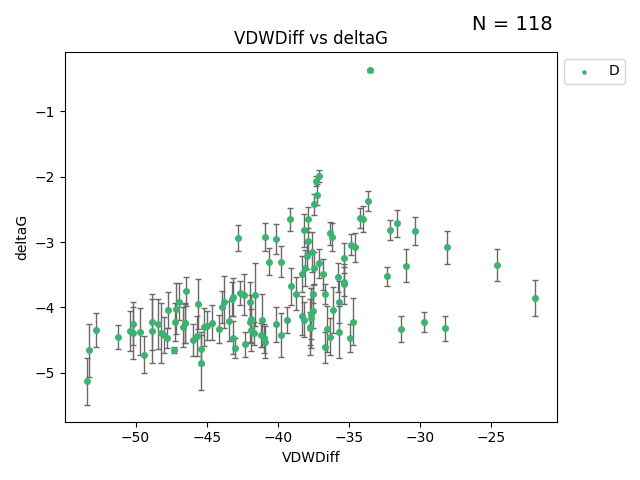 N = 118
VDWDiff vs deltaG
D
−1
−2
−3
−4
−5
deltaG
−50 −45 −40 −35 −30 −25
VDWDiff